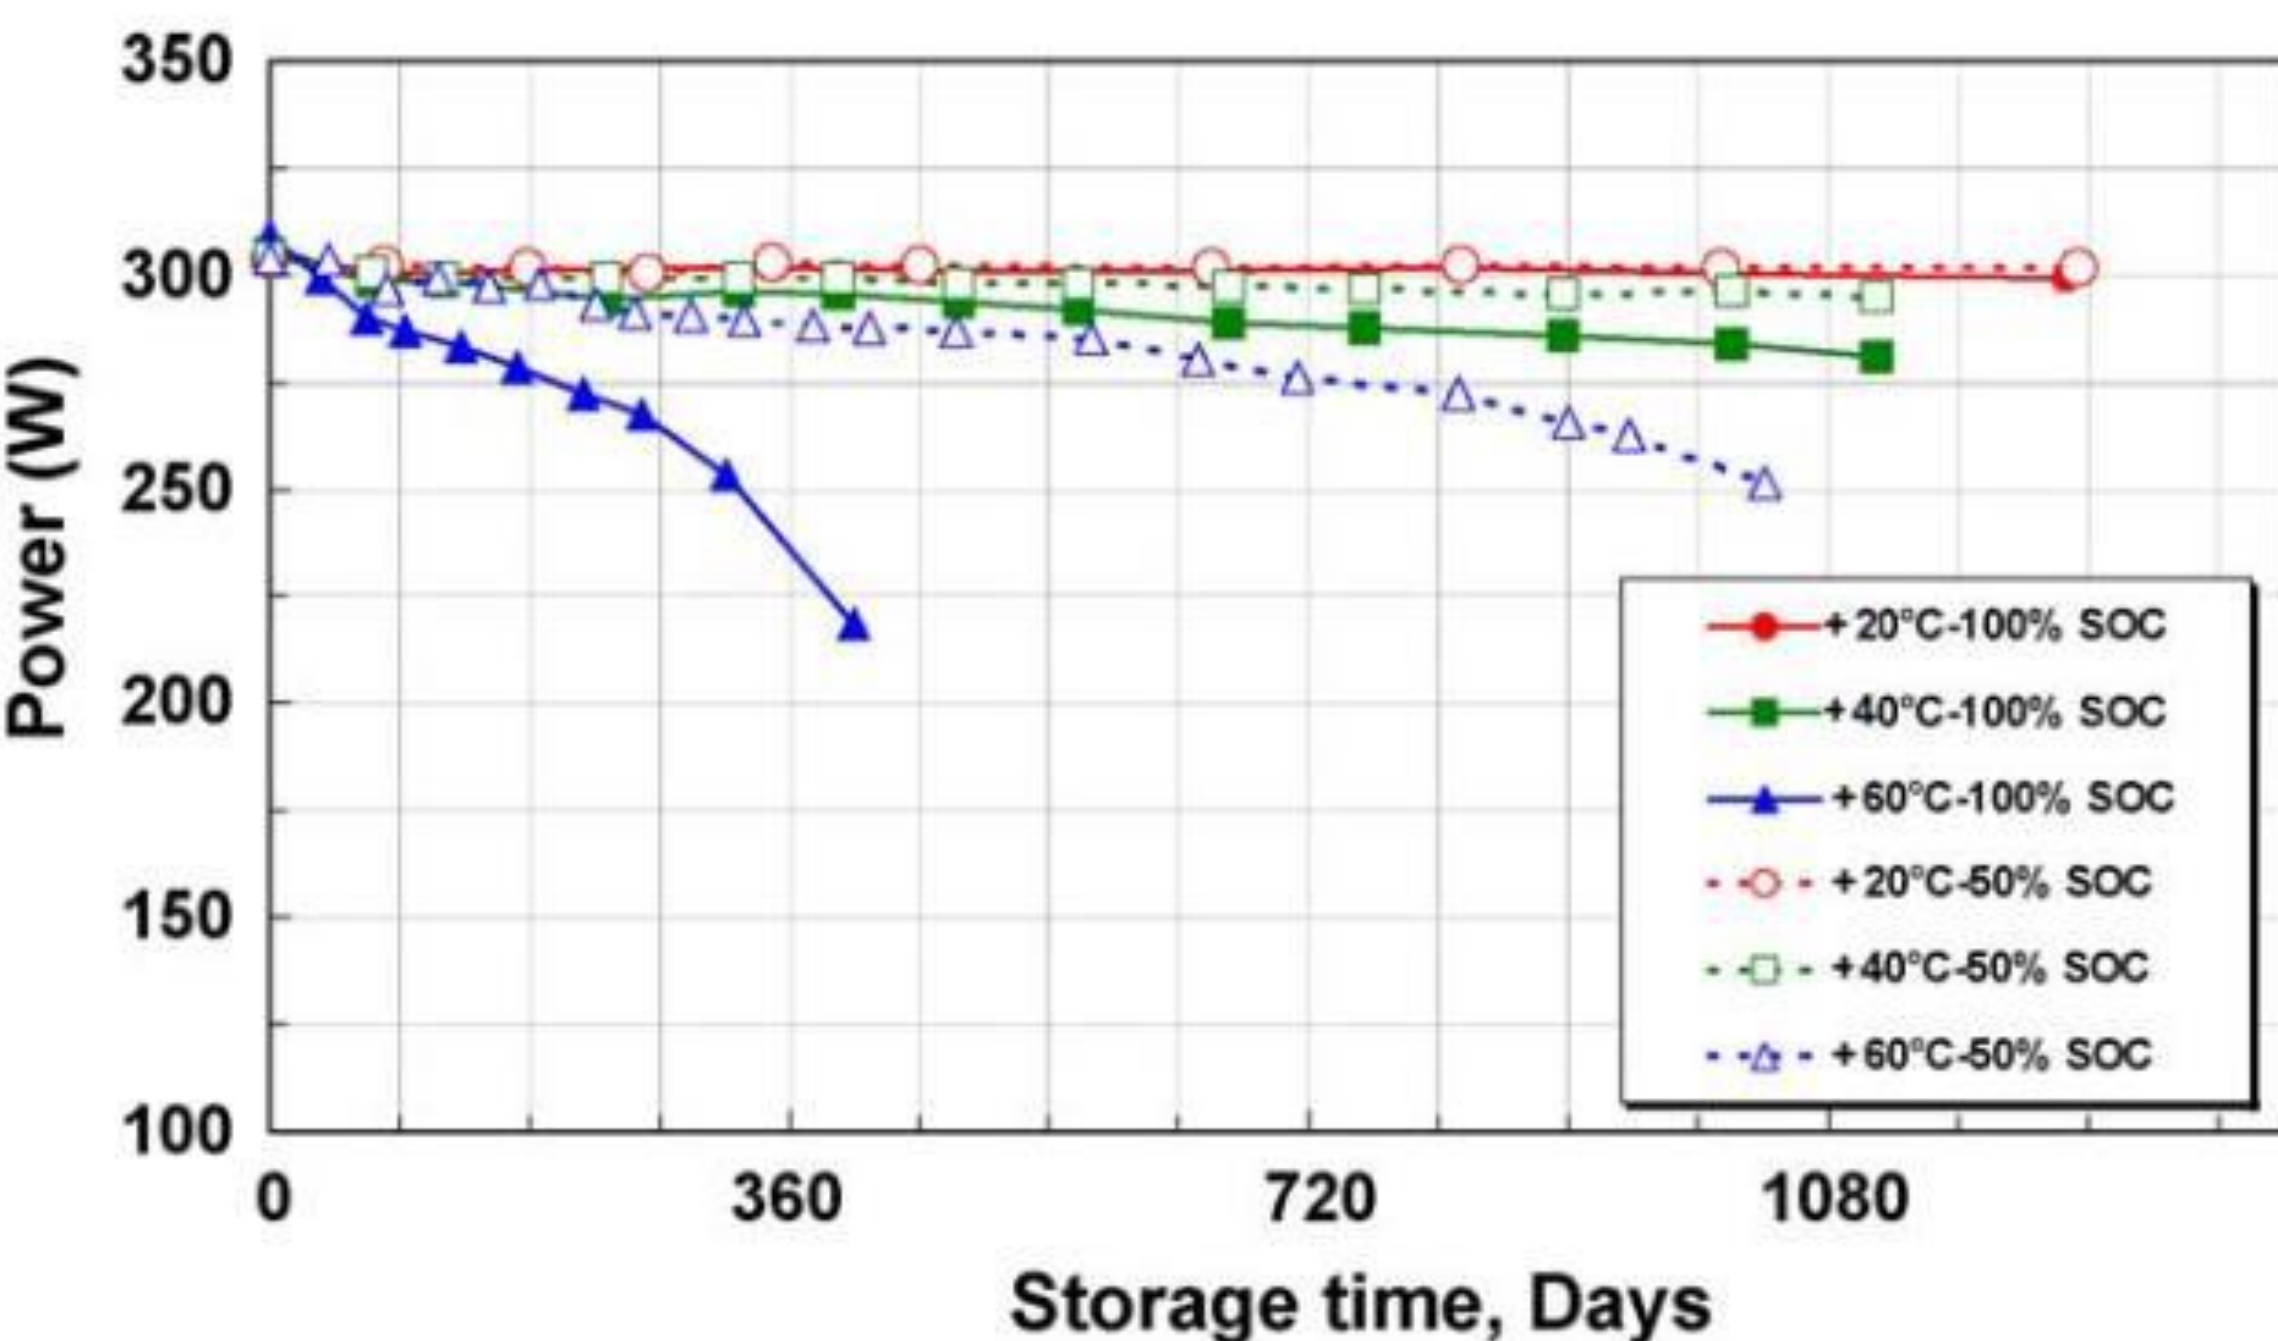 350
300
250
200
150
100
Power (W)
0 360 720 1080
Storage time, Days
+20°C-100% SOC
+40°C-100% SOC
+60°C-100% SOC
+20°C-50% SOC
+40°C-50% SOC
+60°C-50% SOC